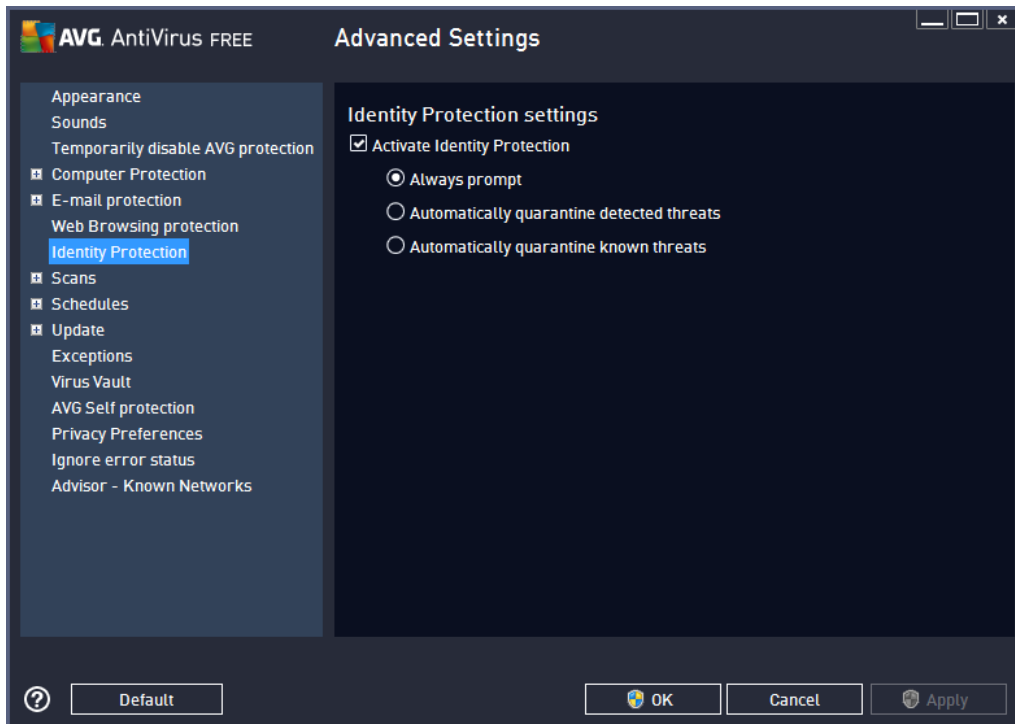 AVG. AntiVirus FREE
Advanced Settings
Appearance
Sounds
Temporarily disable AVG protection
Computer Protection
E-mail protection
Web Browsing protection
Identity Protection
Scans
Schedules
Update
Exceptions
Virus Vault
AVG Self protection
Privacy Preferences
Ignore error status
Advisor - Known Networks
Identity Protection settings
Activate Identity Protection
Always prompt
Automatically quarantine detected threats
Automatically quarantine known threats
? Default
OK
Cancel
Apply